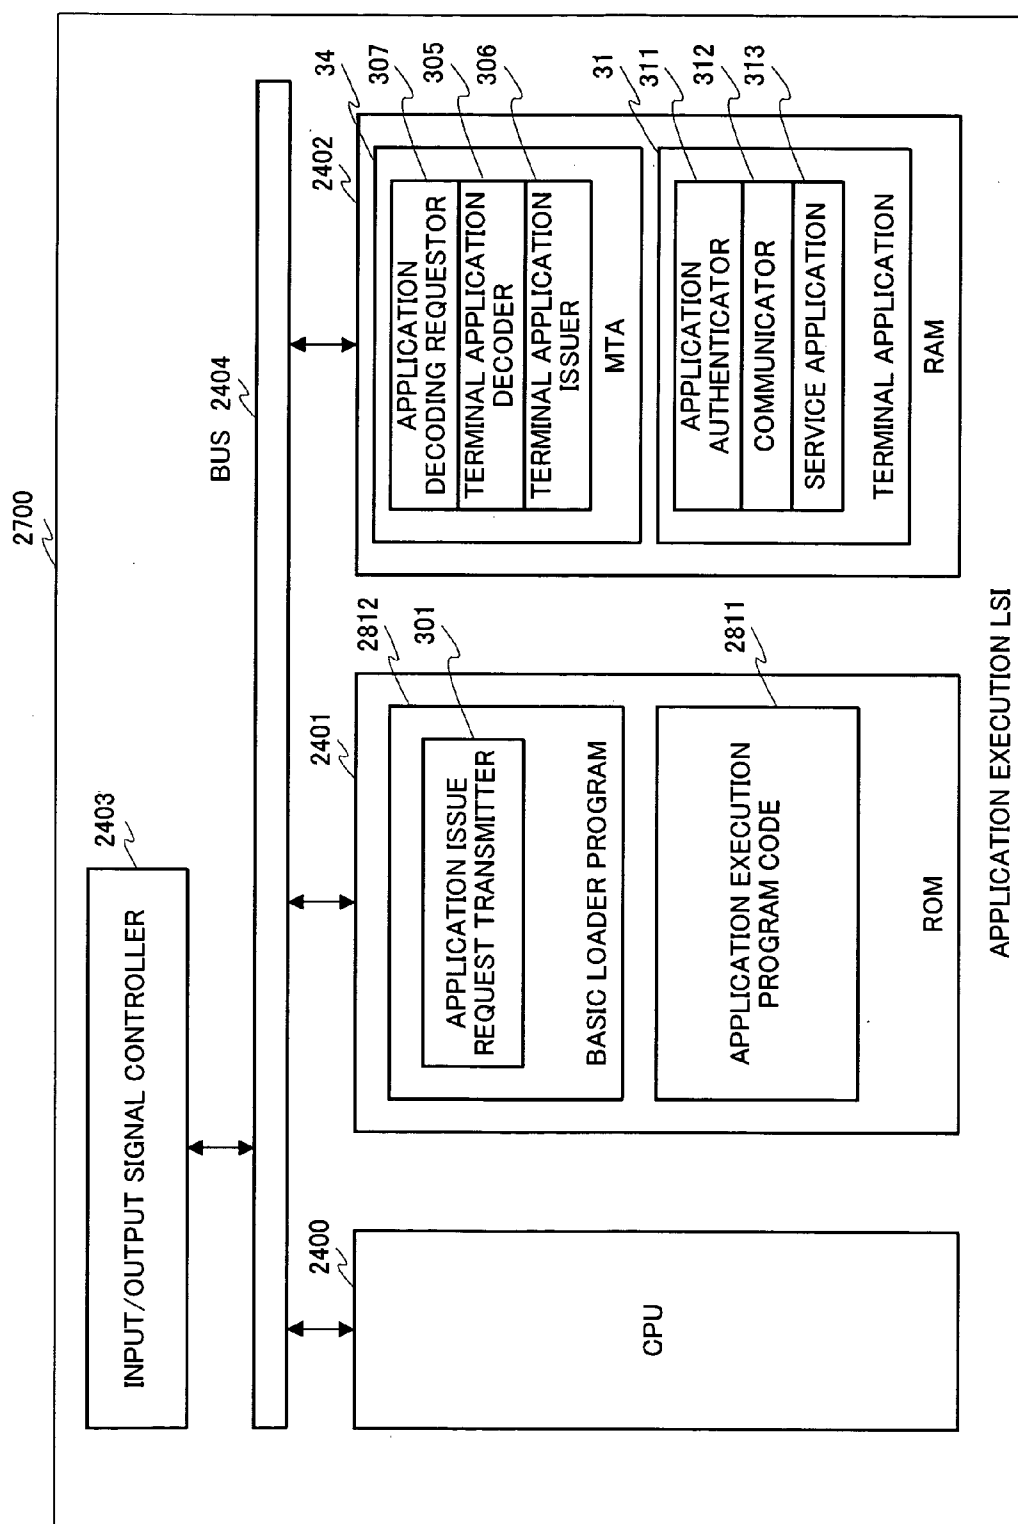 2700
2403
INPUT/OUTPUT SIGNAL CONTROLLER
BUS 2404
2400
CPU
2401
2812
301
APPLICATION ISSUE
REQUEST TRANSMITTER
BASIC LOADER PROGRAM
2811
APPLICATION EXECUTION
PROGRAM CODE
ROM
2402
34
307
305
306
APPLICATION
DECODING REQUESTOR
TERMINAL APPLICATION
DECODER
TERMINAL APPLICATION
ISSUER
MTA
31
311
312
313
APPLICATION
AUTHENTICATOR
COMMUNICATOR
SERVICE APPLICATION
TERMINAL APPLICATION
RAM
APPLICATION EXECUTION LSI